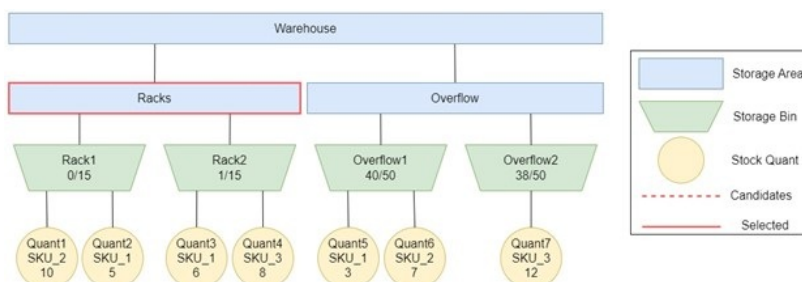 Warehouse
Racks
Overflow
Rack1
0/15
Rack2
1/15
Overflow1
40/50
Overflow2
38/50
Quant1
SKU_2
10
Quant2
SKU_1
5
Quant3
SKU_1
6
Quant4
SKU_3
8
Quant5
SKU_1
3
Quant6
SKU_2
7
Quant7
SKU_3
12
Storage Area
Storage Bin
Stock Quant
Candidates
Selected